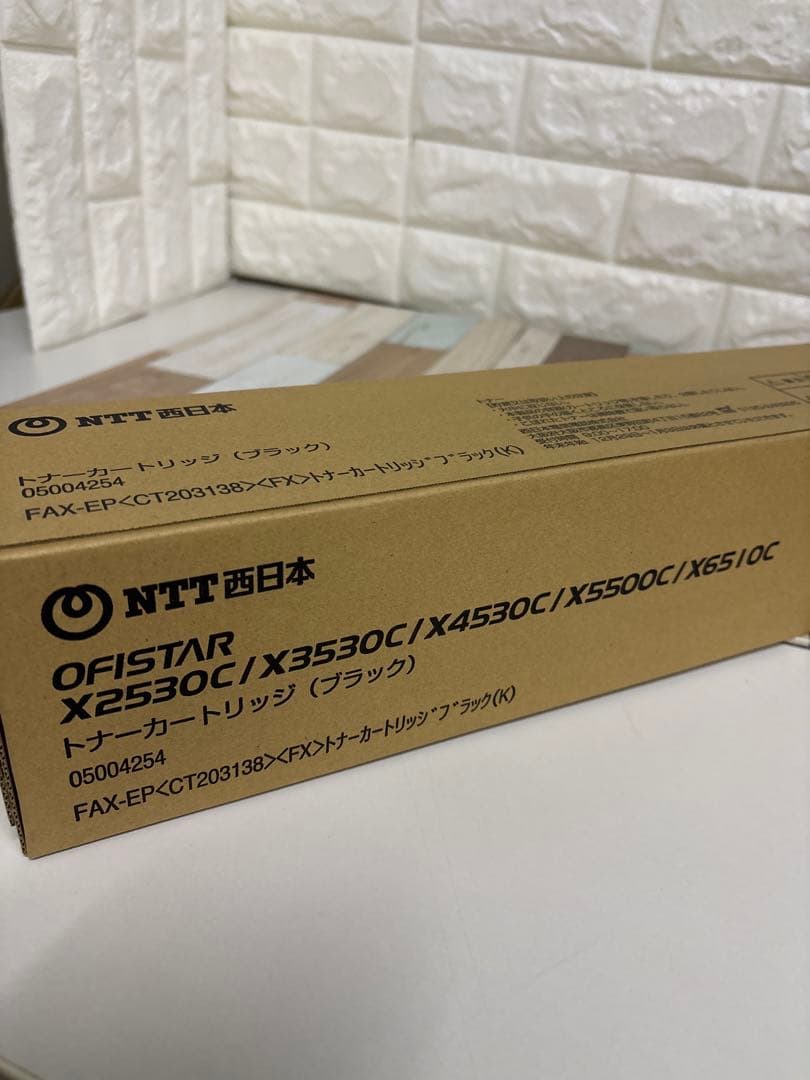 NTT西日本
トナーカートリッジ（ブラック）
05004254
FAX-EP<CT203138><FX>トナーカートリッジブラック(K)
トナー
NTT西日本
OFISTAR
X2530C/X3530C/X4530C/X5500C/X6510C
トナーカートリッジ（ブラック）
05004254
FAX-EP<CT203138><FX>トナーカートリッジブラック(K)